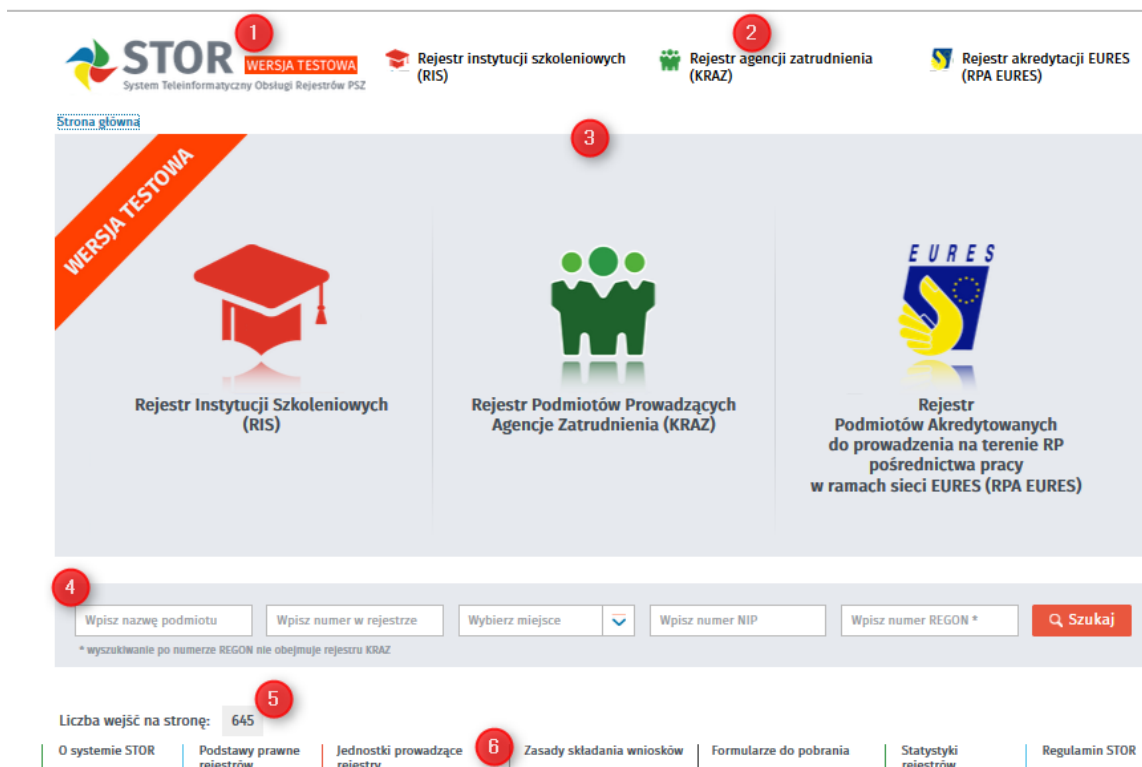 1
2
STOR WERSJA TESTOWA
System Teleinformatyczny Obsługi Rejestrów PSZ
Rejestr instytucji szkoleniowych
(RIS)
Rejestr agencji zatrudnienia
(KRAZ)
Rejestr akredytacji EURES
(RPA EURES)
Strona główna
3
WERSJA TESTOWA
EURES
Rejestr Instytucji Szkoleniowych
(RIS)
Rejestr Podmiotów Prowadzących
Agencje Zatrudnienia (KRAZ)
Rejestr
Podmiotów Akredytowanych
do prowadzenia na terenie RP
pośrednictwa pracy
w ramach sieci EURES (RPA EURES)
4
Wpisz nazwę podmiotu
Wpisz numer w rejestrze
Wybierz miejsce
Wpisz numer NIP
Wpisz numer REGON *
Szukaj
* wyszukiwanie po numerze REGON nie obejmuje rejestru KRAZ
5
Liczba wejść na stronę: 645
6
O systemie STOR
Podstawy prawne
rejestrów
Jednostki prowadzące
rejestry
Zasady składania wniosków
Formularze do pobrania
Statystyki
rejestrów
Regulamin STOR